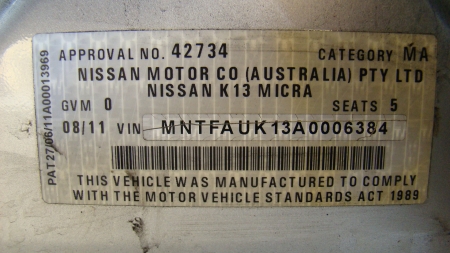 APPROVAL NO. 42734 CATEGORY MA
NISSAN MOTOR CO (AUSTRALIA) PTY LTD
NISSAN K13 MICRA
GVM 0 SEATS 5
08/11 VIN MNTFAUK13A0006384
THIS VEHICLE WAS MANUFACTURED TO COMPLY
WITH THE MOTOR VEHICLE STANDARDS ACT 1989
PAT27/06/11A00013969